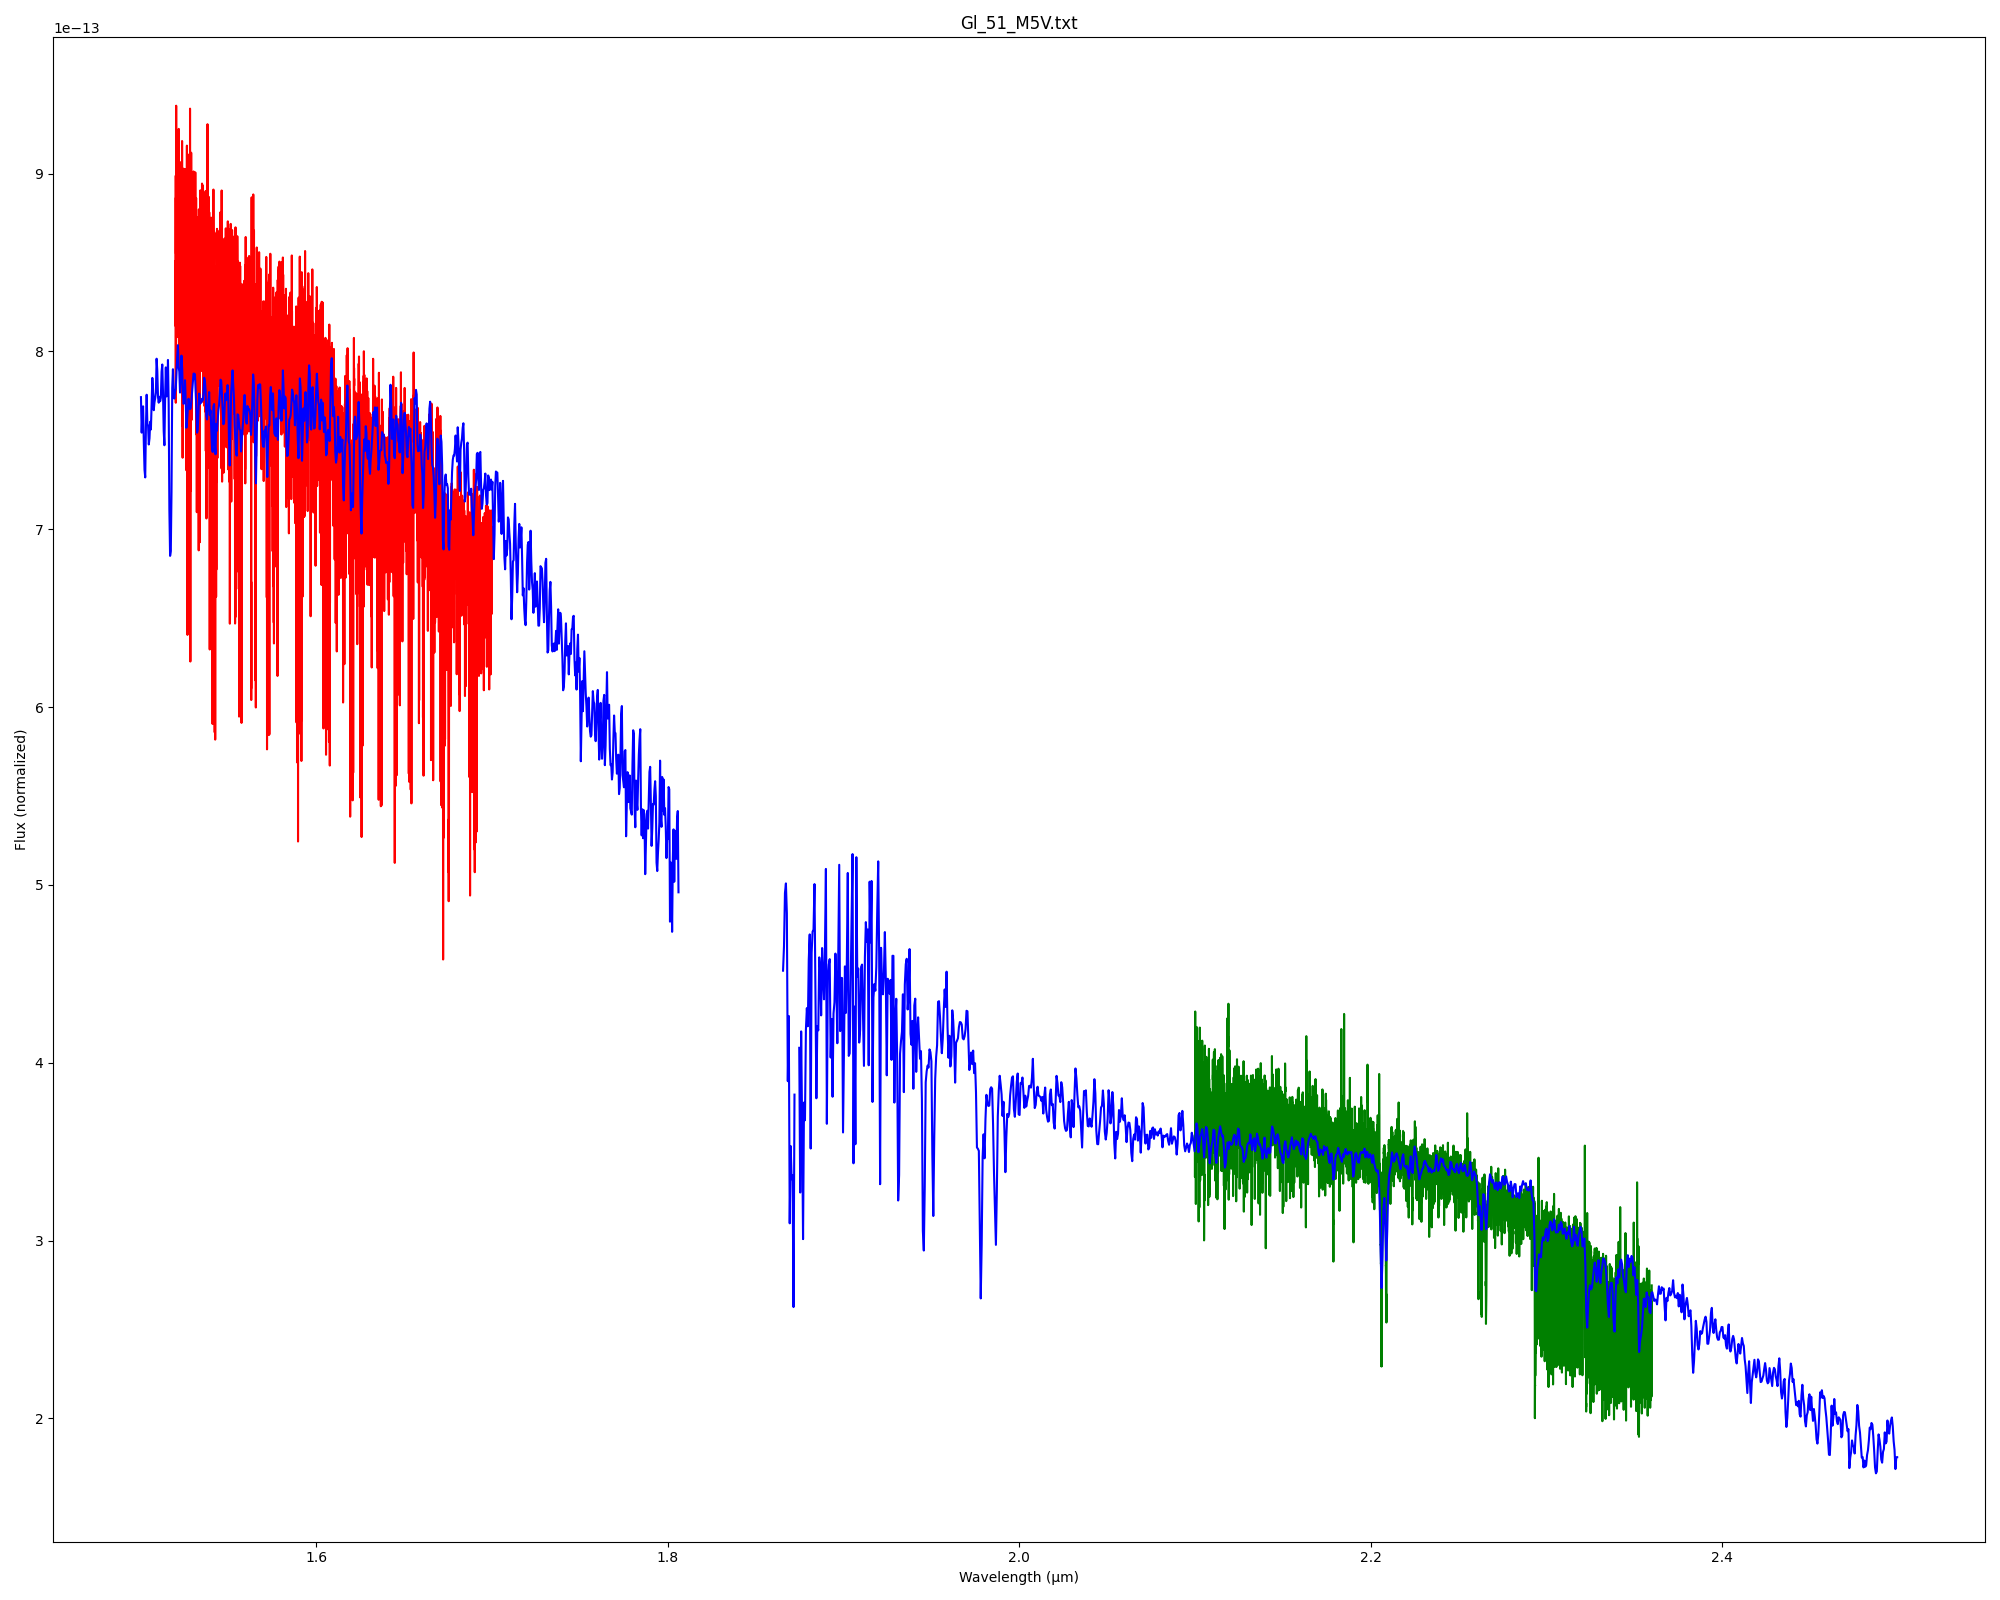 Gl_51_M5V.txt
1e−13
9
8
7
6
5
4
3
2
Flux (normalized)
1.6 1.8 2.0 2.2 2.4
Wavelength (μm)